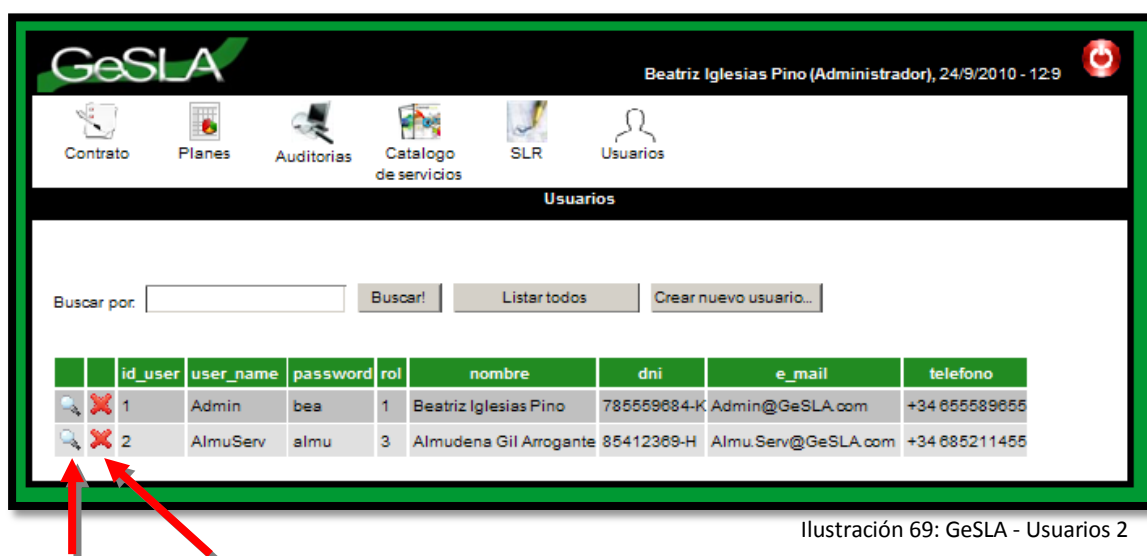 GeSLA
Beatriz Iglesias Pino (Administrador), 24/9/2010 - 12:9
Contrato Planes Auditorias Catalogo de servicios SLR Usuarios
Usuarios
Buscar por: Buscar! Listar todos Crear nuevo usuario...
id_user user_name password rol nombre dni e_mail telefono
1 Admin bea 1 Beatriz Iglesias Pino 785559684-K Admin@GeSLA.com +34 655589655
2 AlmuServ almu 3 Almudena Gil Arrogante 85412369-H Almu.Serv@GeSLA.com +34 685211455
Ilustración 69: GeSLA - Usuarios 2